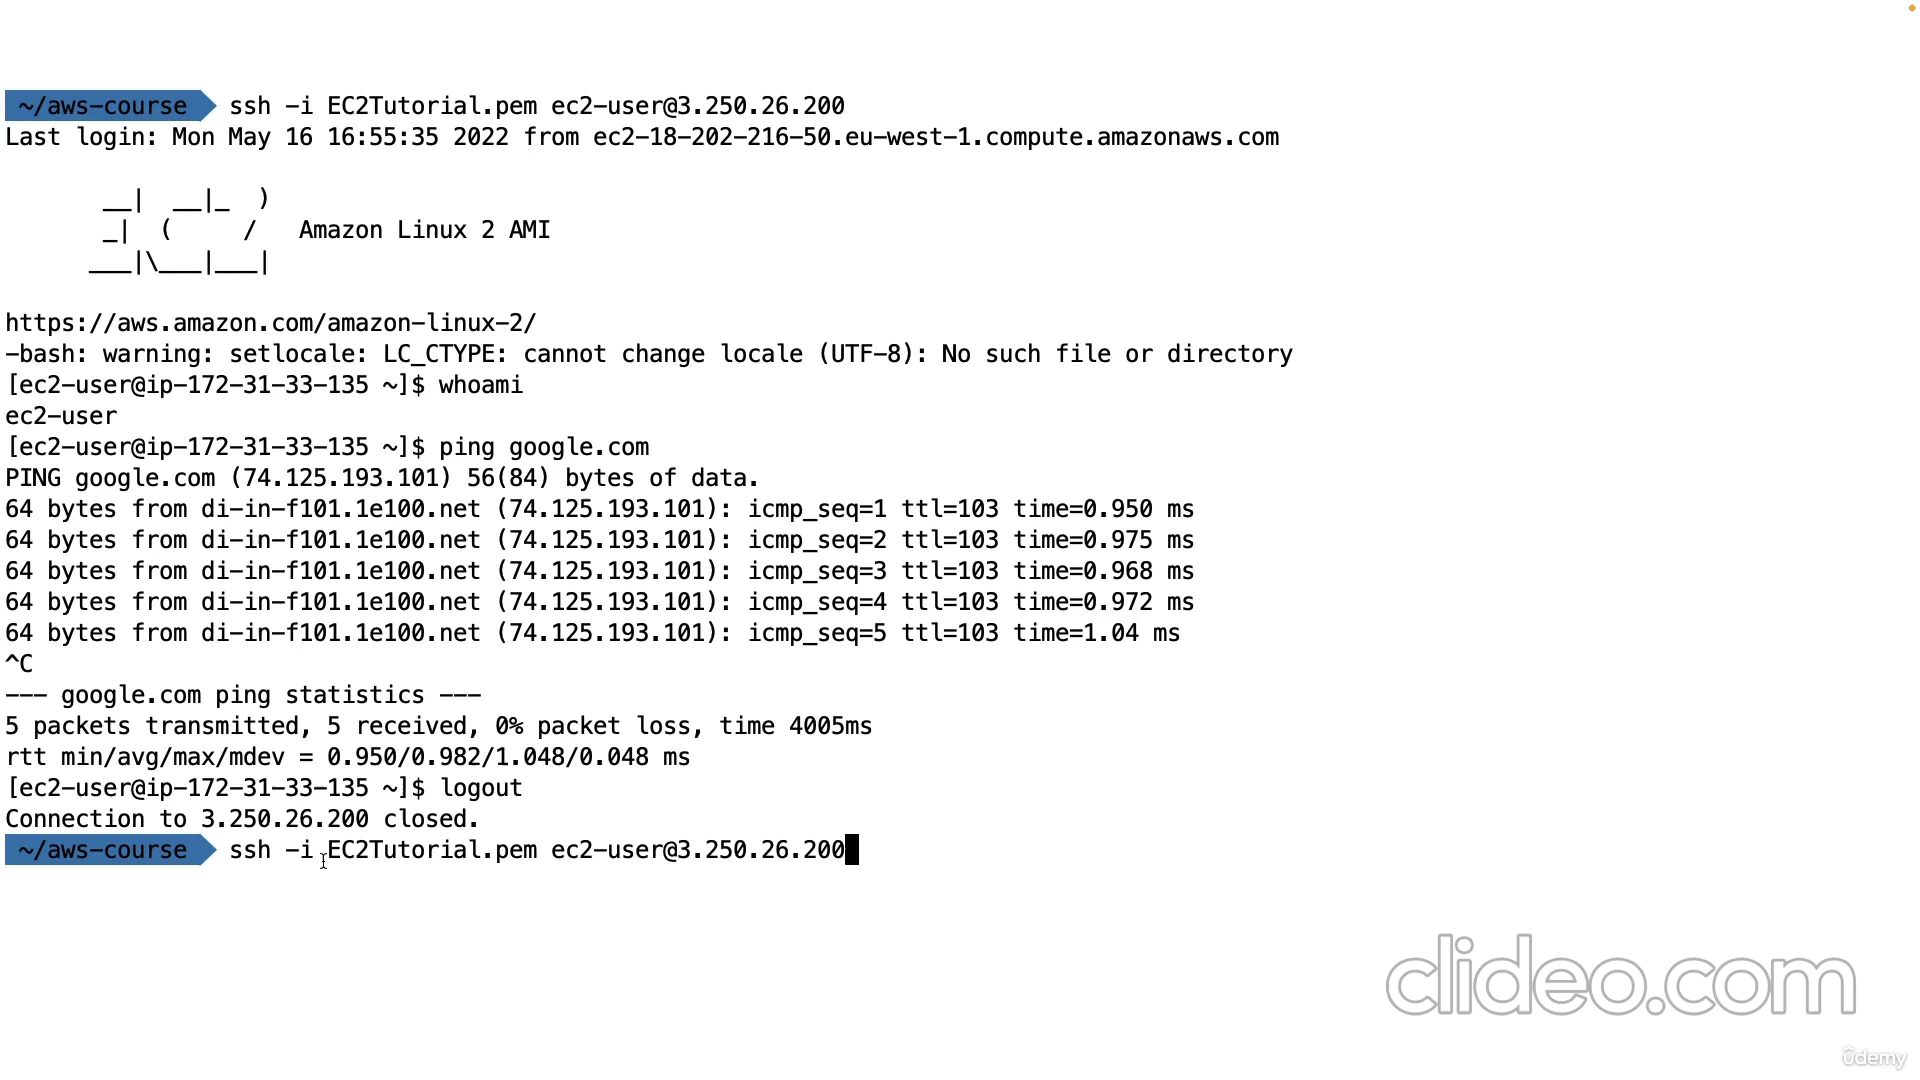 ~/aws-course ssh -i EC2Tutorial.pem ec2-user@3.250.26.200
Last login: Mon May 16 16:55:35 2022 from ec2-18-202-216-50.eu-west-1.compute.amazonaws.com
       __|  __|_  )
       _|  (     /   Amazon Linux 2 AMI
      ___|\___|___|
https://aws.amazon.com/amazon-linux-2/
-bash: warning: setlocale: LC_CTYPE: cannot change locale (UTF-8): No such file or directory
[ec2-user@ip-172-31-33-135 ~]$ whoami
ec2-user
[ec2-user@ip-172-31-33-135 ~]$ ping google.com
PING google.com (74.125.193.101) 56(84) bytes of data.
64 bytes from di-in-f101.1e100.net (74.125.193.101): icmp_seq=1 ttl=103 time=0.950 ms
64 bytes from di-in-f101.1e100.net (74.125.193.101): icmp_seq=2 ttl=103 time=0.975 ms
64 bytes from di-in-f101.1e100.net (74.125.193.101): icmp_seq=3 ttl=103 time=0.968 ms
64 bytes from di-in-f101.1e100.net (74.125.193.101): icmp_seq=4 ttl=103 time=0.972 ms
64 bytes from di-in-f101.1e100.net (74.125.193.101): icmp_seq=5 ttl=103 time=1.04 ms
^C
--- google.com ping statistics ---
5 packets transmitted, 5 received, 0% packet loss, time 4005ms
rtt min/avg/max/mdev = 0.950/0.982/1.048/0.048 ms
[ec2-user@ip-172-31-33-135 ~]$ logout
Connection to 3.250.26.200 closed.
~/aws-course ssh -i EC2Tutorial.pem ec2-user@3.250.26.200
clideo.com
ûdemy